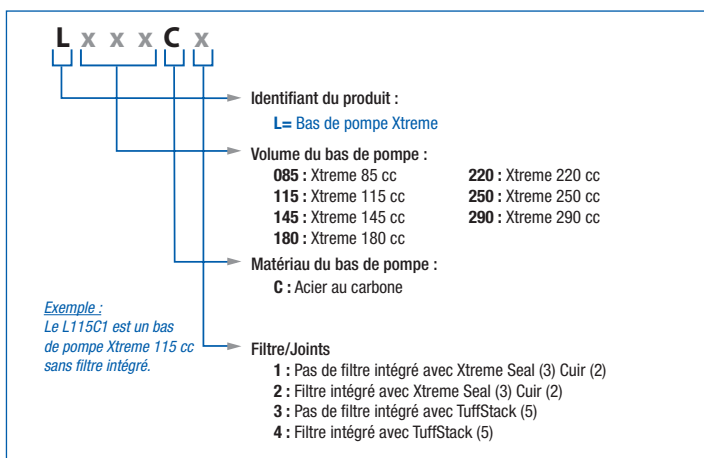 L x x x C x
Identifiant du produit :
L= Bas de pompe Xtreme
Volume du bas de pompe :
085 : Xtreme 85 cc
220 : Xtreme 220 cc
115 : Xtreme 115 cc
250 : Xtreme 250 cc
145 : Xtreme 145 cc
290 : Xtreme 290 cc
180 : Xtreme 180 cc
Matériau du bas de pompe :
C : Acier au carbone
Exemple :
Le L115C1 est un bas
de pompe Xtreme 115 cc
sans filtre intégré.
Filtre/Joints
1 : Pas de filtre intégré avec Xtreme Seal (3) Cuir (2)
2 : Filtre intégré avec Xtreme Seal (3) Cuir (2)
3 : Pas de filtre intégré avec TuffStack (5)
4 : Filtre intégré avec TuffStack (5)